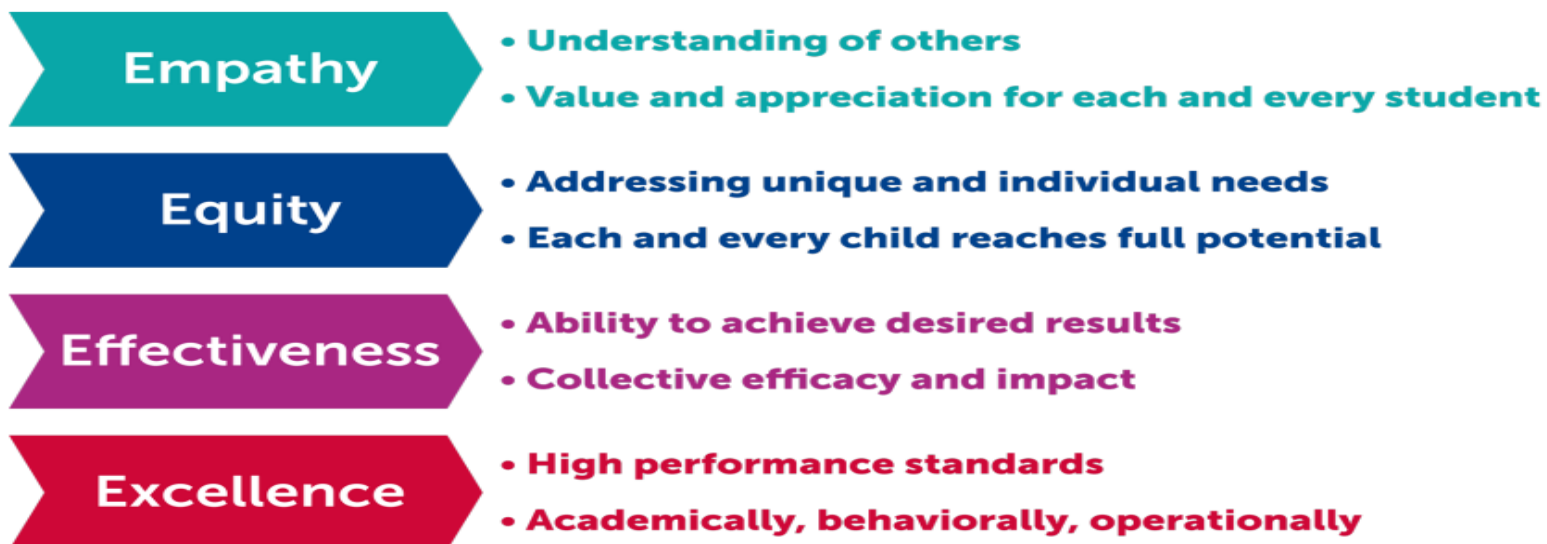 Empathy
• Understanding of others
• Value and appreciation for each and every student
Equity
• Addressing unique and individual needs
• Each and every child reaches full potential
Effectiveness
• Ability to achieve desired results
• Collective efficacy and impact
Excellence
• High performance standards
• Academically, behaviorally, operationally